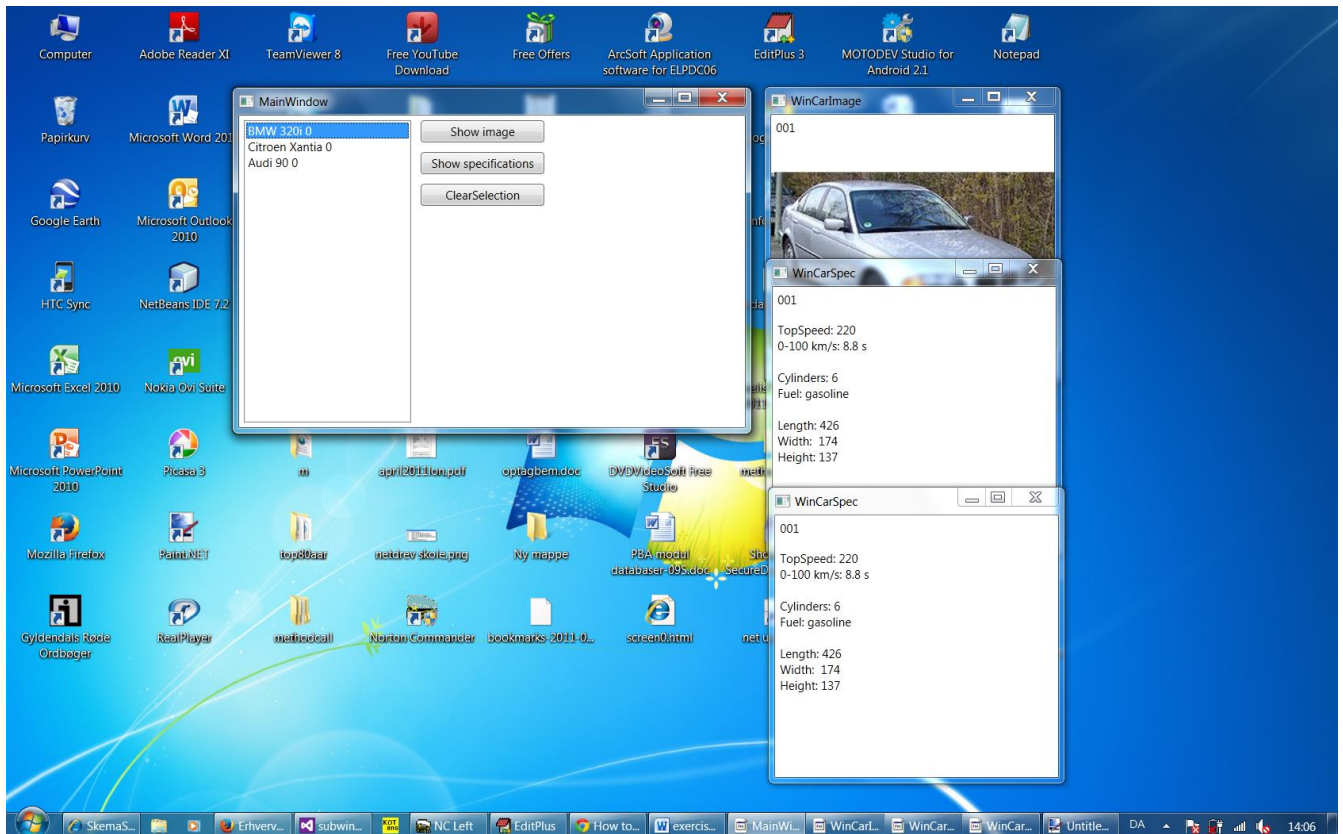 Computer
Adobe Reader XI
TeamViewer 8
Free YouTube
Download
Free Offers
ArcSoft Application
software for ELPDC06
EditPlus 3
MOTODEV Studio for
Android 2.1
Notepad
Papirkurv
Microsoft Word 201
Google Earth
Microsoft Outlook
2010
HTC Sync
NetBeans IDE 7.2
Microsoft Excel 2010
Nokia Ovi Suite
Microsoft PowerPoint
2010
Picasa 3
m
april2011lon.pdf
optagbem.doc
DVDVideoSoft Free
Studio
Mozilla Firefox
Paint.NET
top80aar
netdrev skole.png
Ny mappe
PBA modul
databaser-09S.doc
Gyldendals Røde
Ordbøger
RealPlayer
methodcall
Norton Commander
bookmarks-2011-0...
screen0.html
MainWindow
BMW 320i 0
Citroen Xantia 0
Audi 90 0
Show image
Show specifications
ClearSelection
WinCarImage
001
WinCarSpec
001
TopSpeed: 220
0-100 km/s: 8.8 s
Cylinders: 6
Fuel: gasoline
Length: 426
Width: 174
Height: 137
WinCarSpec
001
TopSpeed: 220
0-100 km/s: 8.8 s
Cylinders: 6
Fuel: gasoline
Length: 426
Width: 174
Height: 137
SkemaS...
Erhverv...
subwin...
NC Left
EditPlus
How to...
exercis...
MainWi...
WinCarI...
WinCar...
WinCar...
Untitle...
DA
14:06